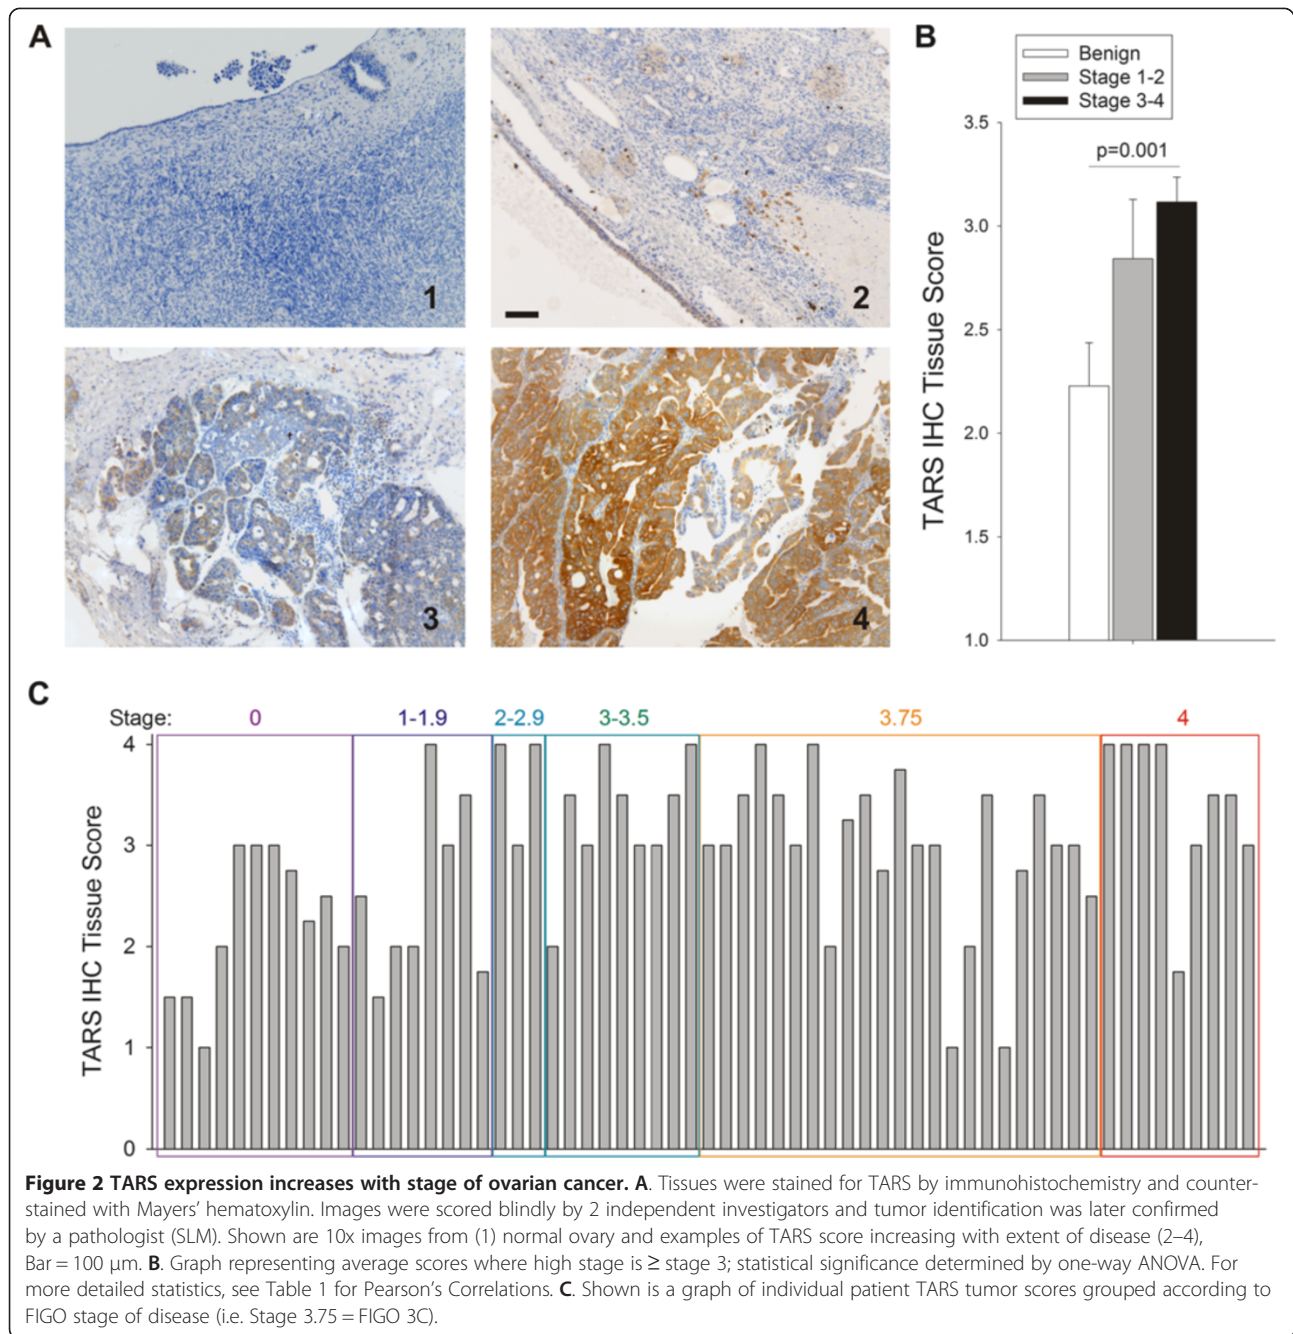 A
B
Benign
Stage 1-2
Stage 3-4
p=0.001
3.5
3.0
2.5
2.0
1.5
1.0
TARS IHC Tissue Score
1
2
3
4
C
Stage: 0 1-1.9 2-2.9 3-3.5 3.75 4
4
3
2
1
0
TARS IHC Tissue Score
Figure 2 TARS expression increases with stage of ovarian cancer. A. Tissues were stained for TARS by immunohistochemistry and counter-
stained with Mayers' hematoxylin. Images were scored blindly by 2 independent investigators and tumor identification was later confirmed
by a pathologist (SLM). Shown are 10x images from (1) normal ovary and examples of TARS score increasing with extent of disease (2–4),
Bar = 100 μm. B. Graph representing average scores where high stage is ≥ stage 3; statistical significance determined by one-way ANOVA. For
more detailed statistics, see Table 1 for Pearson's Correlations. C. Shown is a graph of individual patient TARS tumor scores grouped according to
FIGO stage of disease (i.e. Stage 3.75 = FIGO 3C).